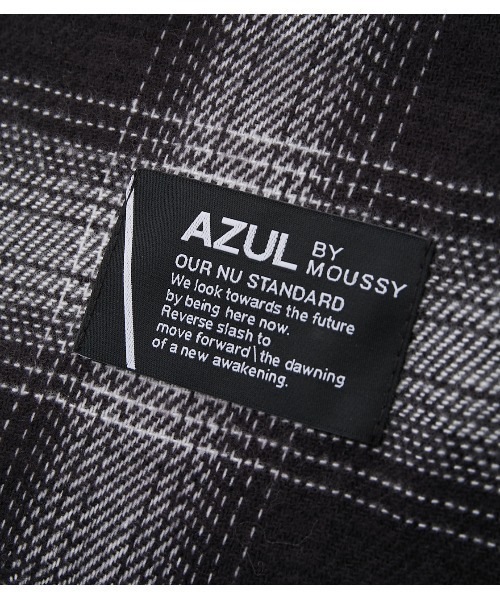 AZUL BY MOUSSY
OUR NU STANDARD
We look towards the future
by being here now.
Reverse slash to
move forward\the dawning
of a new awakening.